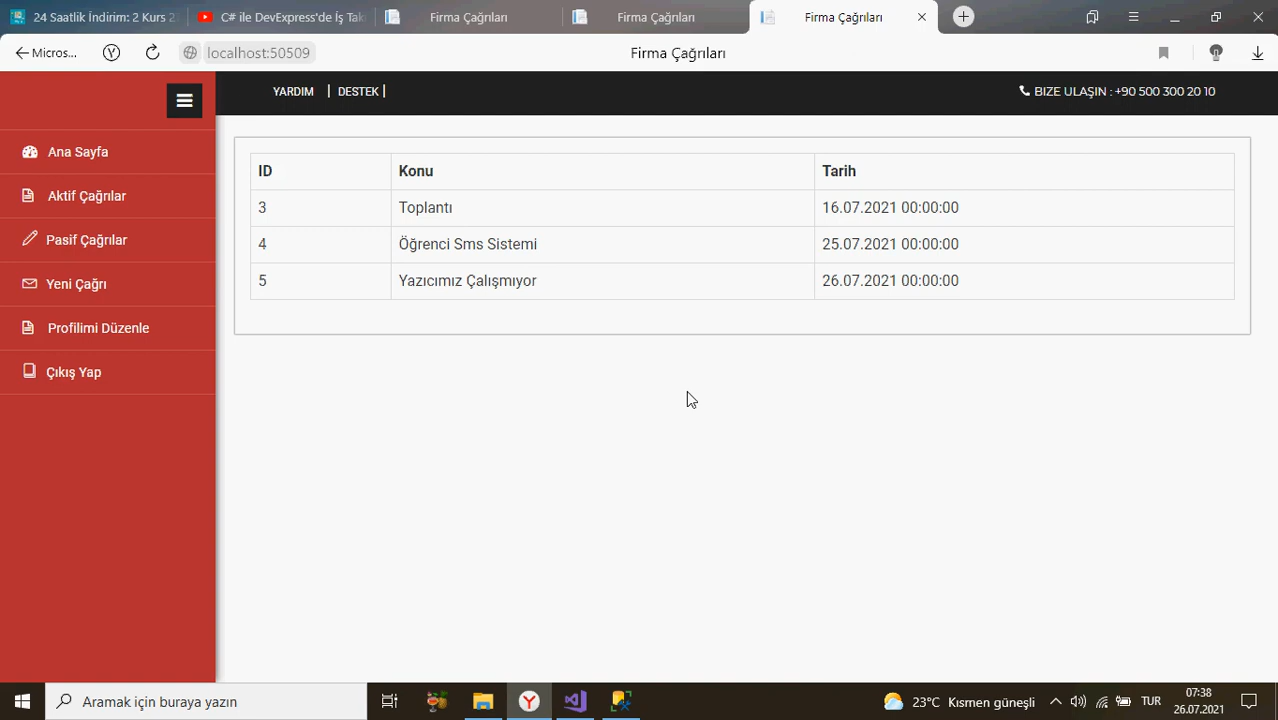 24 Saatlik İndirim: 2 Kurs 2
C# ile DevExpress'de İş Tak
Firma Çağrıları
Firma Çağrıları
Firma Çağrıları
Micros...
localhost:50509
Firma Çağrıları
YARDIM | DESTEK |
BIZE ULAŞIN : +90 500 300 20 10
Ana Sayfa
Aktif Çağrılar
Pasif Çağrılar
Yeni Çağrı
Profilimi Düzenle
Çıkış Yap
ID Konu Tarih
3 Toplantı 16.07.2021 00:00:00
4 Öğrenci Sms Sistemi 25.07.2021 00:00:00
5 Yazıcımız Çalışmıyor 26.07.2021 00:00:00
Aramak için buraya yazın
23°C Kısmen güneşli
TUR
07:38
26.07.2021